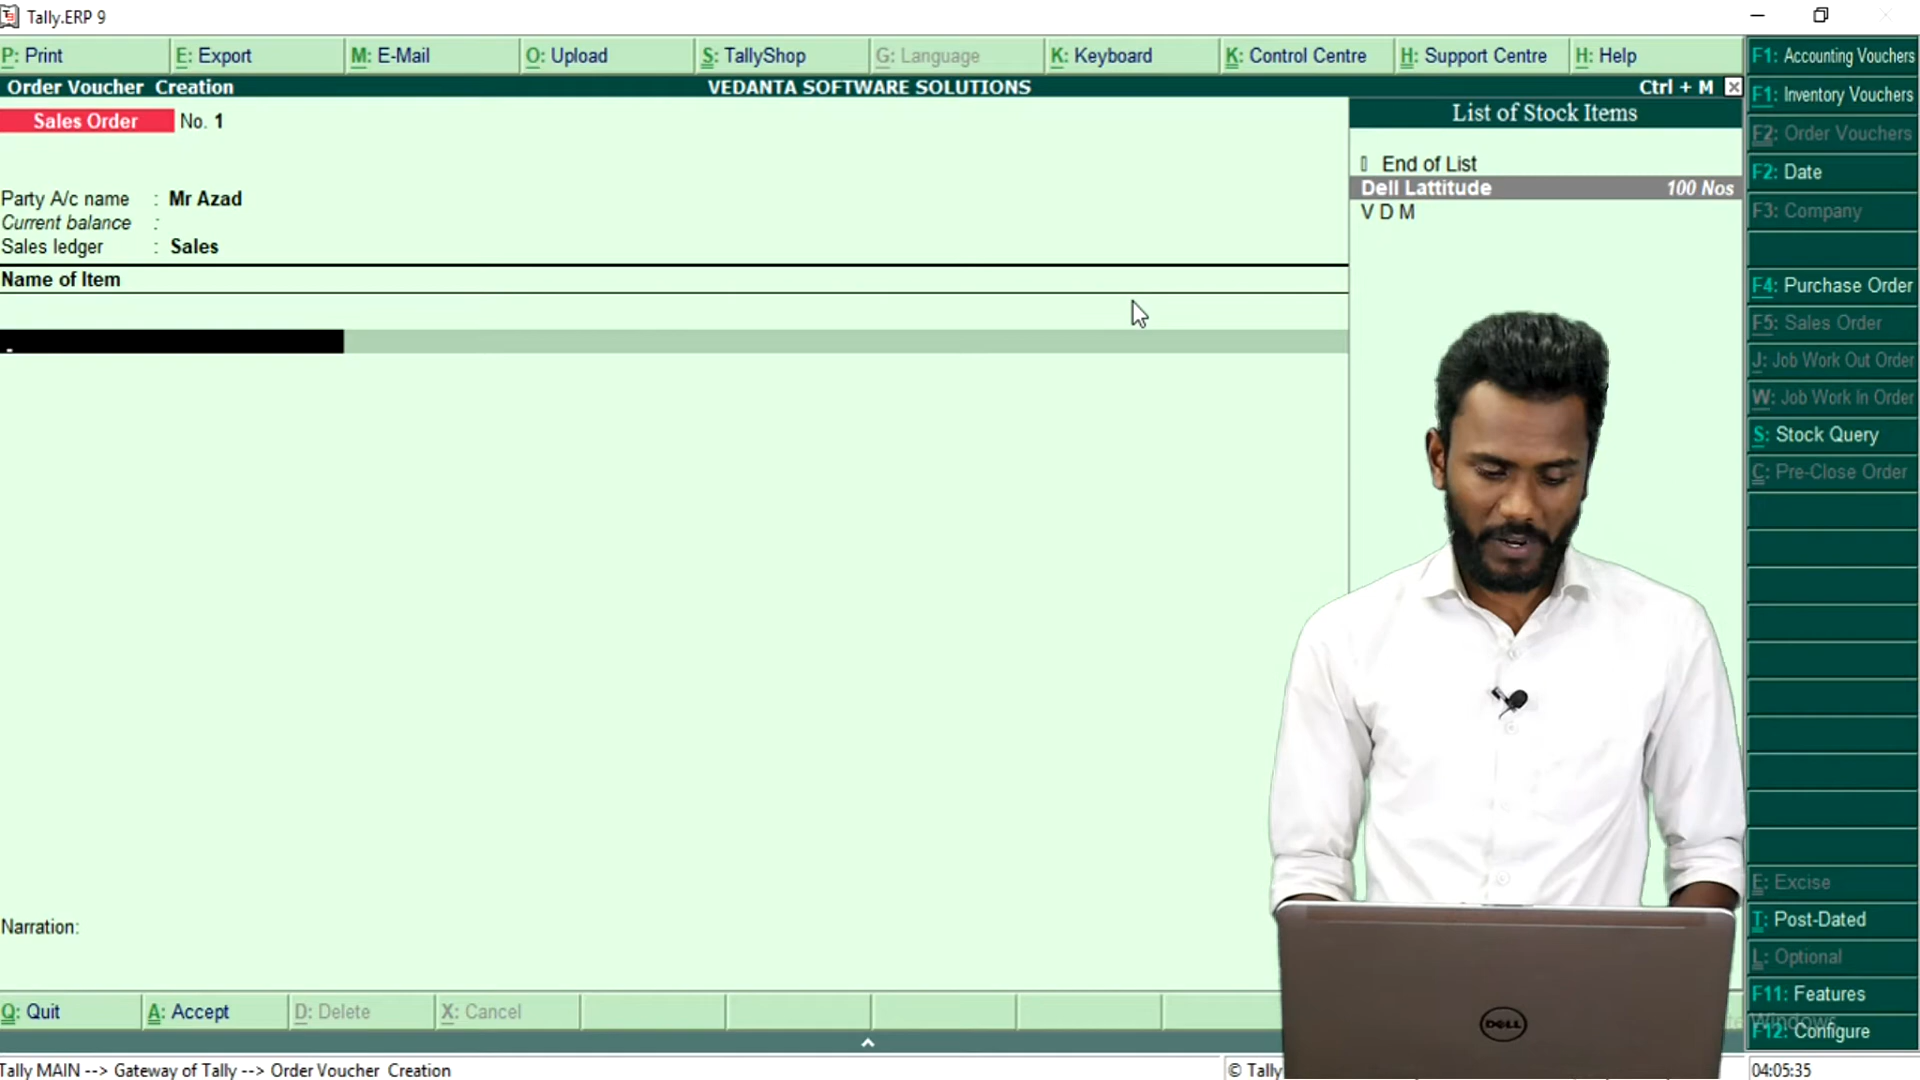 Tally.ERP 9
P: Print
E: Export
M: E-Mail
O: Upload
S: TallyShop
G: Language
K: Keyboard
K: Control Centre
H: Support Centre
H: Help
Order Voucher Creation
VEDANTA SOFTWARE SOLUTIONS
Ctrl + M
Sales Order No. 1
Party A/c name : Mr Azad
Current balance :
Sales ledger : Sales
Name of Item
List of Stock Items
End of List
Dell Lattitude 100 Nos
V D M
F1: Accounting Vouchers
F1: Inventory Vouchers
F2: Order Vouchers
F2: Date
F3: Company
F4: Purchase Order
F5: Sales Order
J: Job Work Out Order
W: Job Work In Order
S: Stock Query
C: Pre-Close Order
E: Excise
T: Post-Dated
L: Optional
F11: Features
Windows
F12: Configure
Narration:
Q: Quit
A: Accept
D: Delete
X: Cancel
DELL
Tally MAIN --> Gateway of Tally --> Order Voucher Creation
© Tally
04:05:35